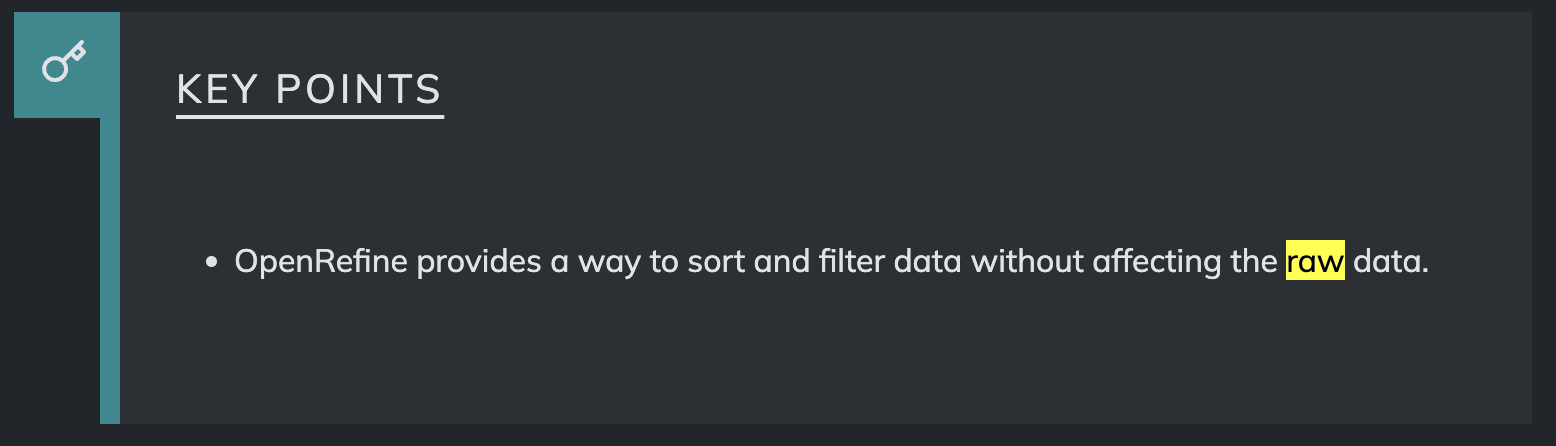 KEY POINTS
OpenRefine provides a way to sort and filter data without affecting the raw data.